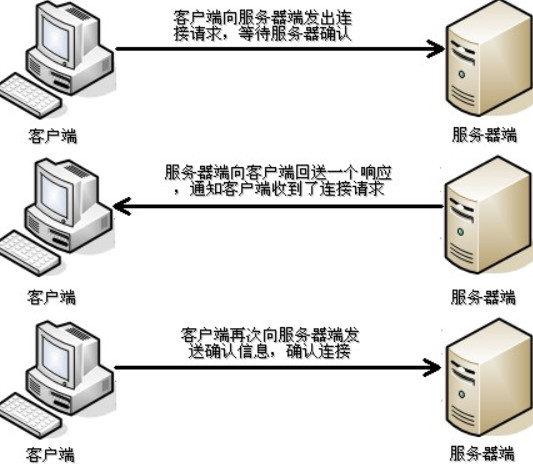 客户端向服务器端发出连
接请求，等待服务器确认
客户端
服务器端
服务器端向客户端回送一个响应
，通知客户端收到了连接请求
客户端
服务器端
客户端再次向服务器端发
送确认信息，确认连接
客户端
服务器端